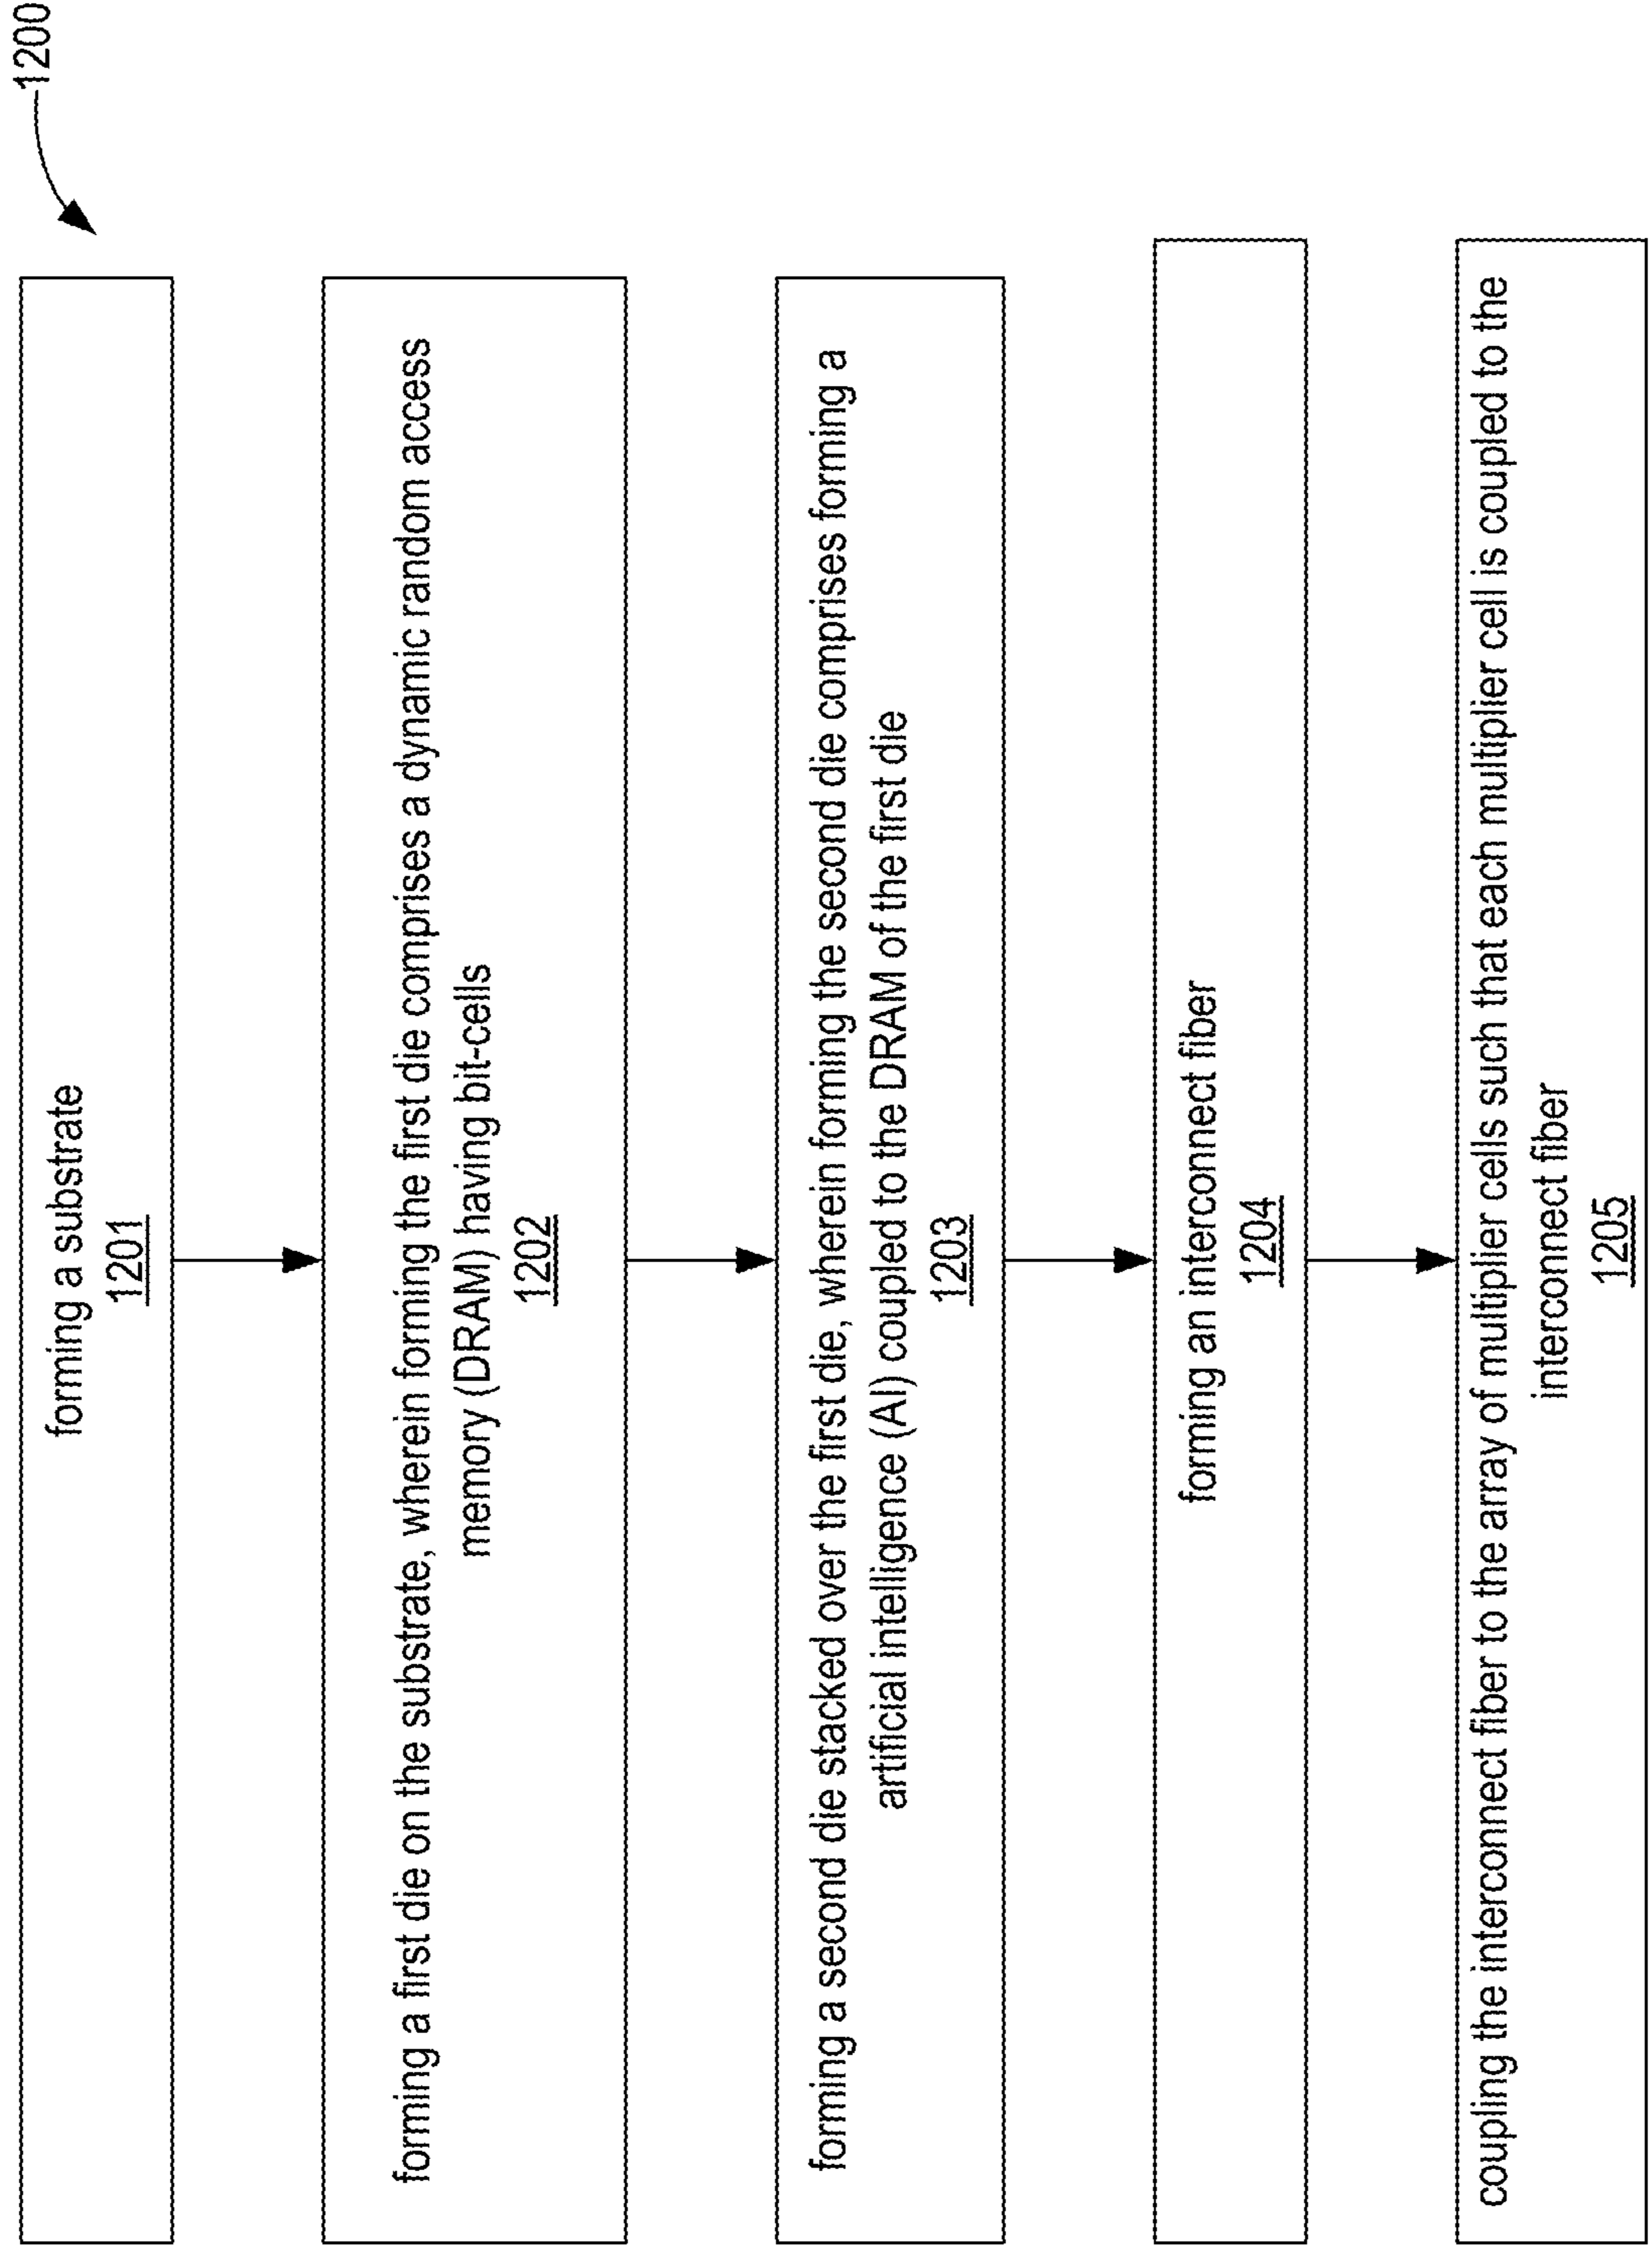 1200
forming a substrate
1201
forming a first die on the substrate, wherein forming the first die comprises a dynamic random access
memory (DRAM) having bit-cells
1202
forming a second die stacked over the first die, wherein forming the second die comprises forming a
artificial intelligence (AI) coupled to the DRAM of the first die
1203
forming an interconnect fiber
1204
coupling the interconnect fiber to the array of multiplier cells such that each multiplier cell is coupled to the
interconnect fiber
1205